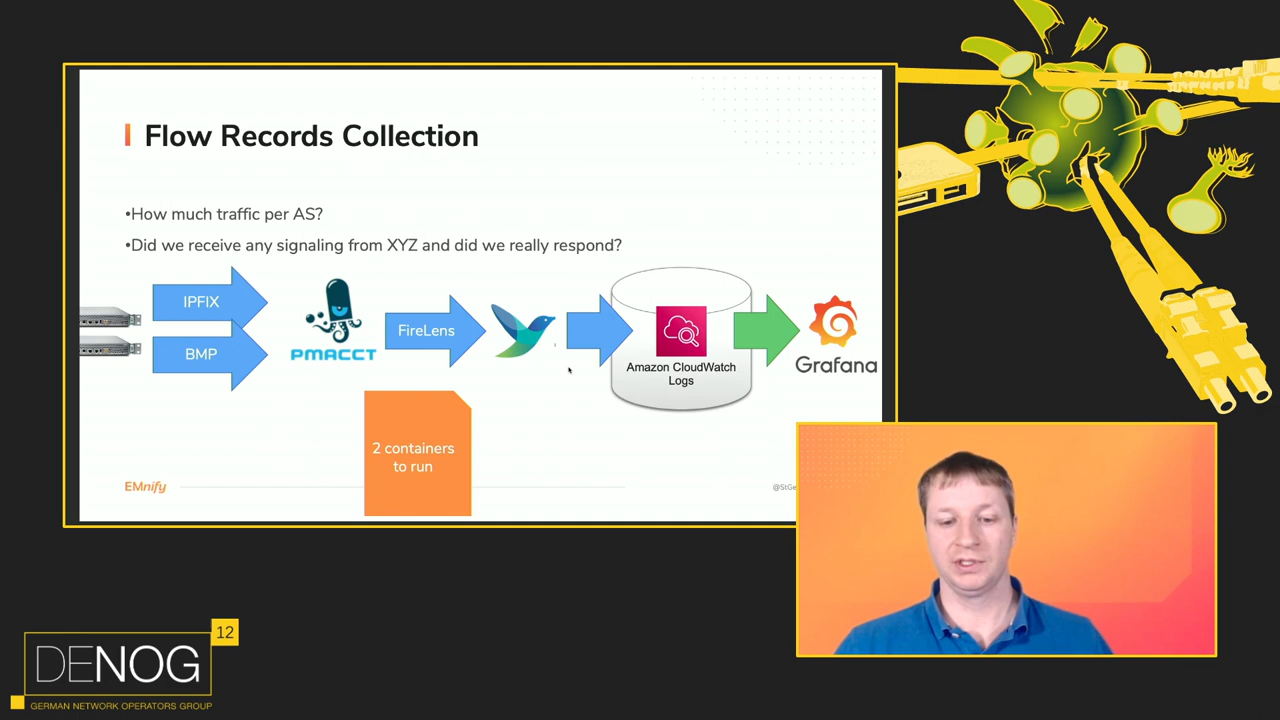 Flow Records Collection
•How much traffic per AS?
•Did we receive any signaling from XYZ and did we really respond?
IPFIX
BMP
PMACCT
FireLens
Amazon CloudWatch
Logs
Grafana
2 containers
to run
EMnify
@StGe
12
DENOG
GERMAN NETWORK OPERATORS GROUP